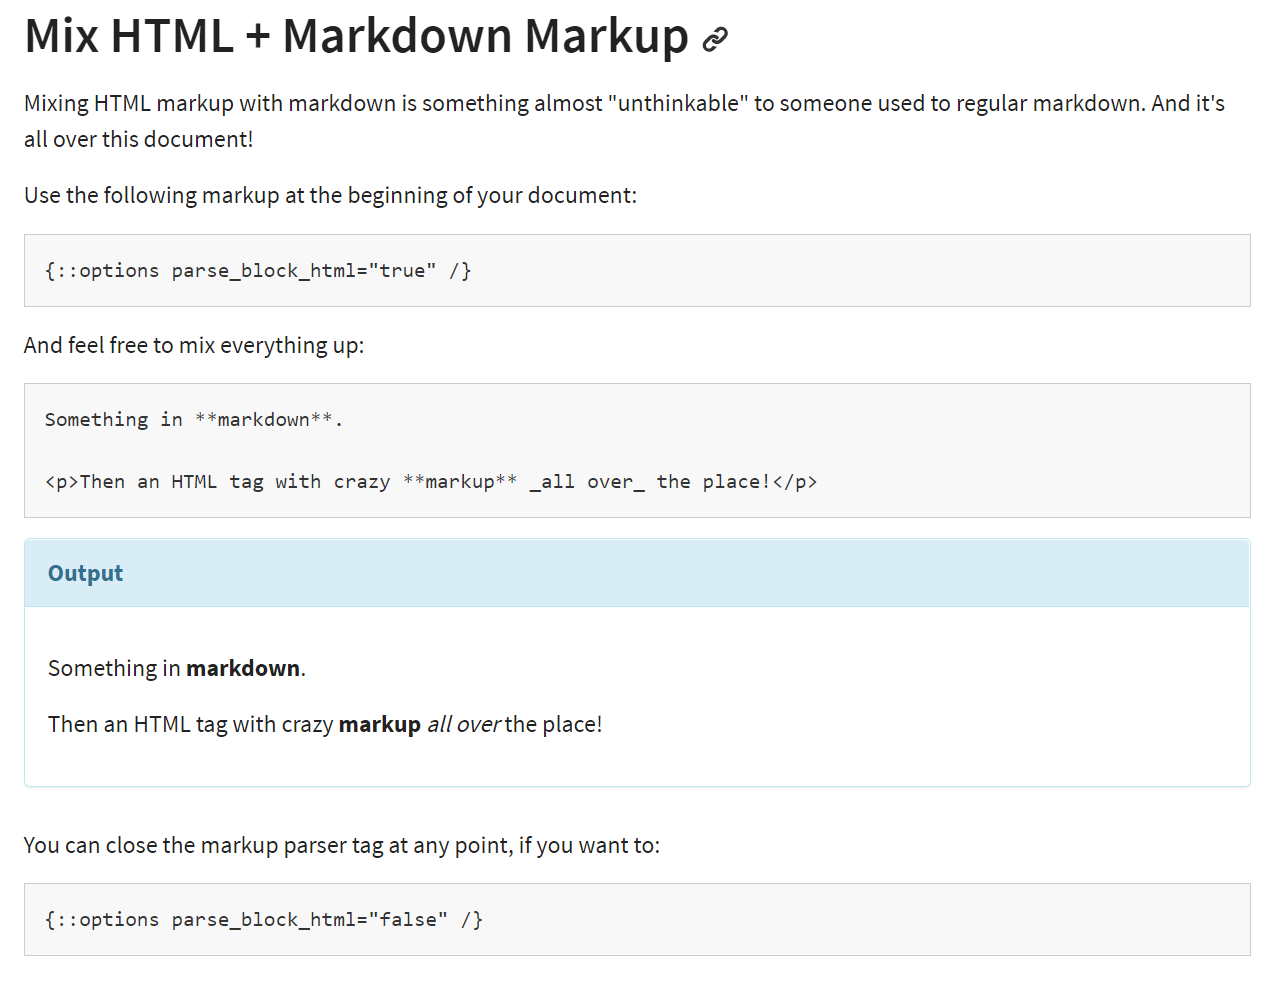 Mix HTML + Markdown Markup
Mixing HTML markup with markdown is something almost "unthinkable" to someone used to regular markdown. And it's
all over this document!
Use the following markup at the beginning of your document:
{::options parse_block_html="true" /}
And feel free to mix everything up:
Something in **markdown**.
<p>Then an HTML tag with crazy **markup** _all over_ the place!</p>
Output
Something in markdown.
Then an HTML tag with crazy markup all over the place!
You can close the markup parser tag at any point, if you want to:
{::options parse_block_html="false" /}